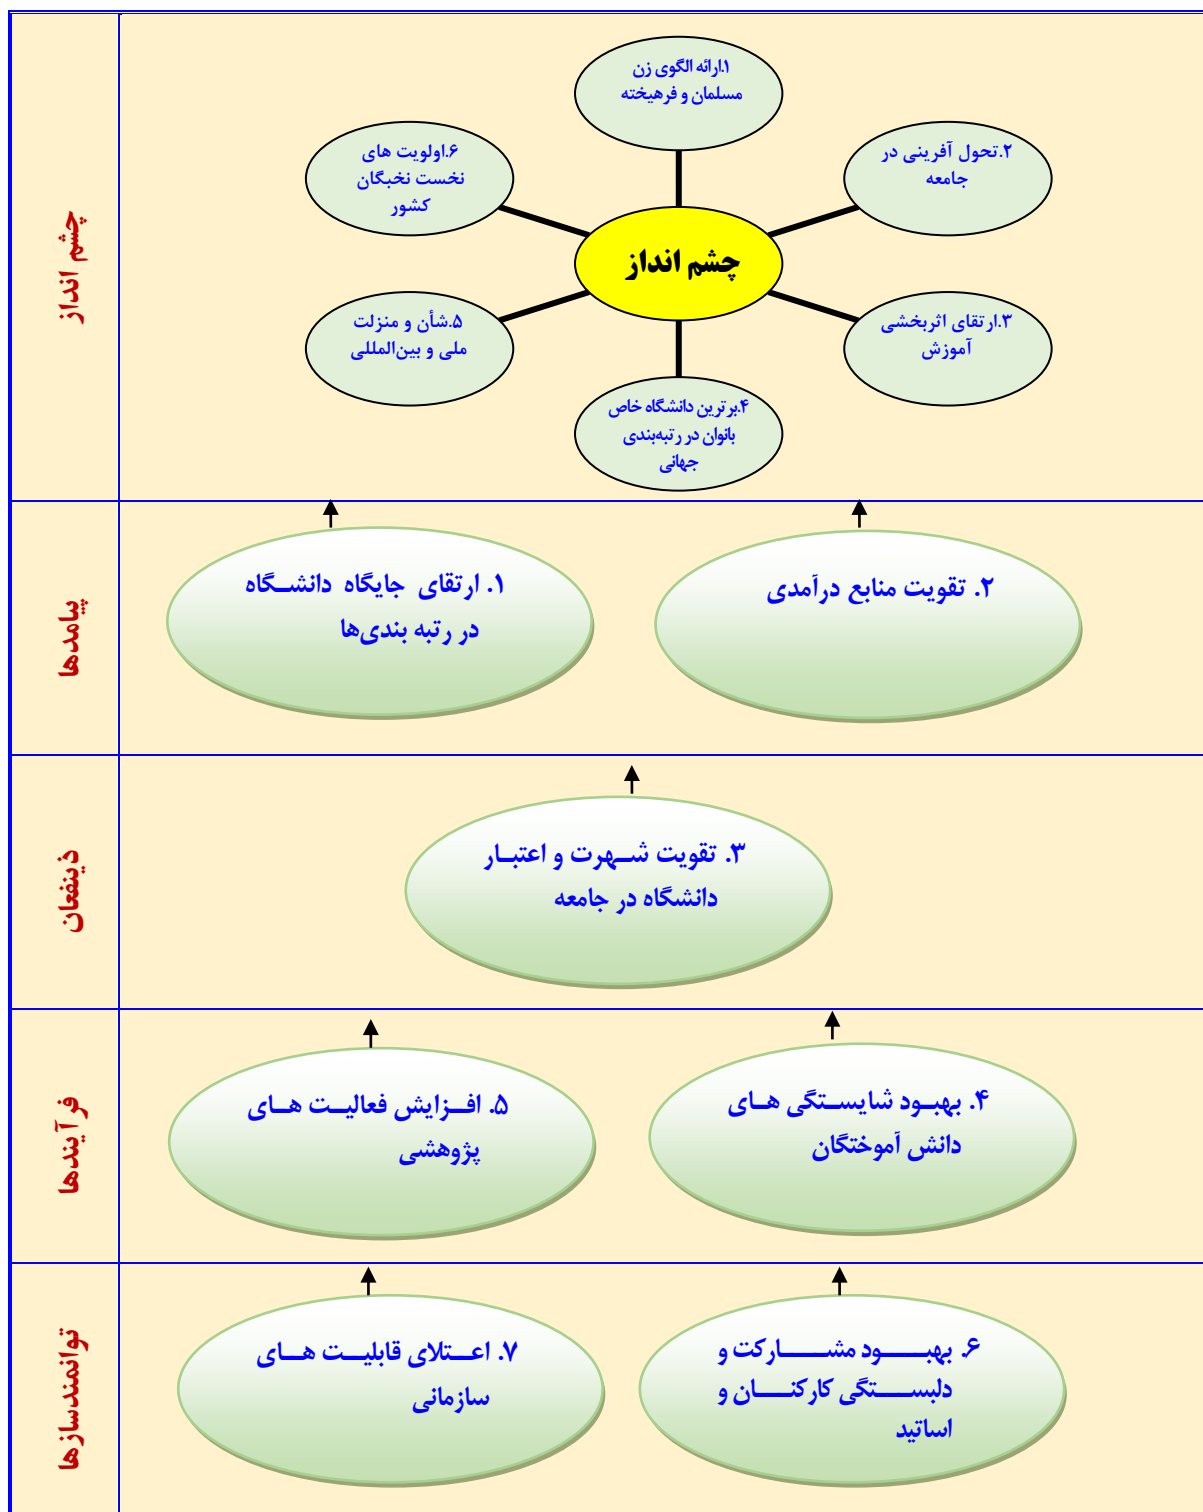 چشم انداز
۱.ارائه الگوی زن
مسلمان و فرهیخته
۲.تحول آفرینی در
جامعه
۳.ارتقای اثربخشی
آموزش
۴.برترین دانشگاه خاص
بانوان در رتبه‌بندی
جهانی
۵.شأن و منزلت
ملی و بین‌المللی
۶.اولویت های
نخست نخبگان
کشور
چشم انداز
پیامدها
۱. ارتقای جایگاه دانشگاه
در رتبه بندی‌ها
۲. تقویت منابع درآمدی
ذینفعان
۳. تقویت شهرت و اعتبار
دانشگاه در جامعه
فرآیندها
۴. بهبود شایستگی های
دانش آموختگان
۵. افزایش فعالیت های
پژوهشی
توانمندسازها
۶. بهبود مشارکت و
دلبستگی کارکنان و
اساتید
۷. اعتلای قابلیت های
سازمانی